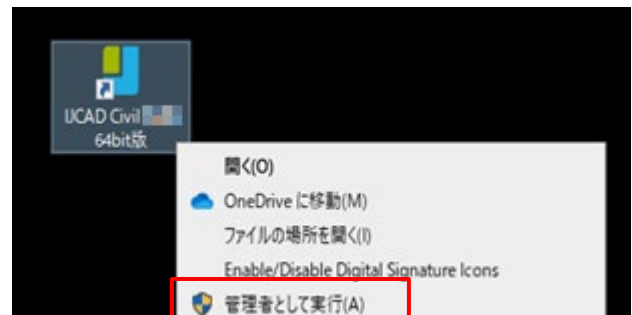 IJCAD Civil
64bit版
開く(O)
OneDrive に移動(M)
ファイルの場所を開く(I)
Enable/Disable Digital Signature Icons
管理者として実行(A)